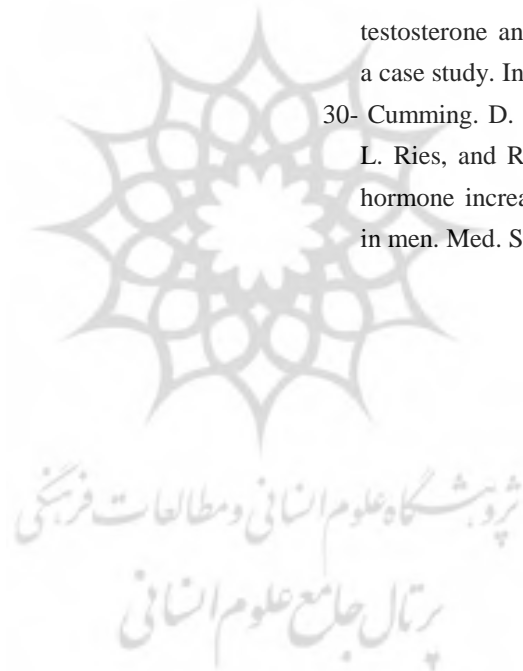 testosterone an
a case study. In
30- Cumming. D.
L. Ries, and R
hormone increa
in men. Med. S
پژوهشگاه علوم انسانی و مطالعات فرهنگی
پرتال جامع علوم انسانی